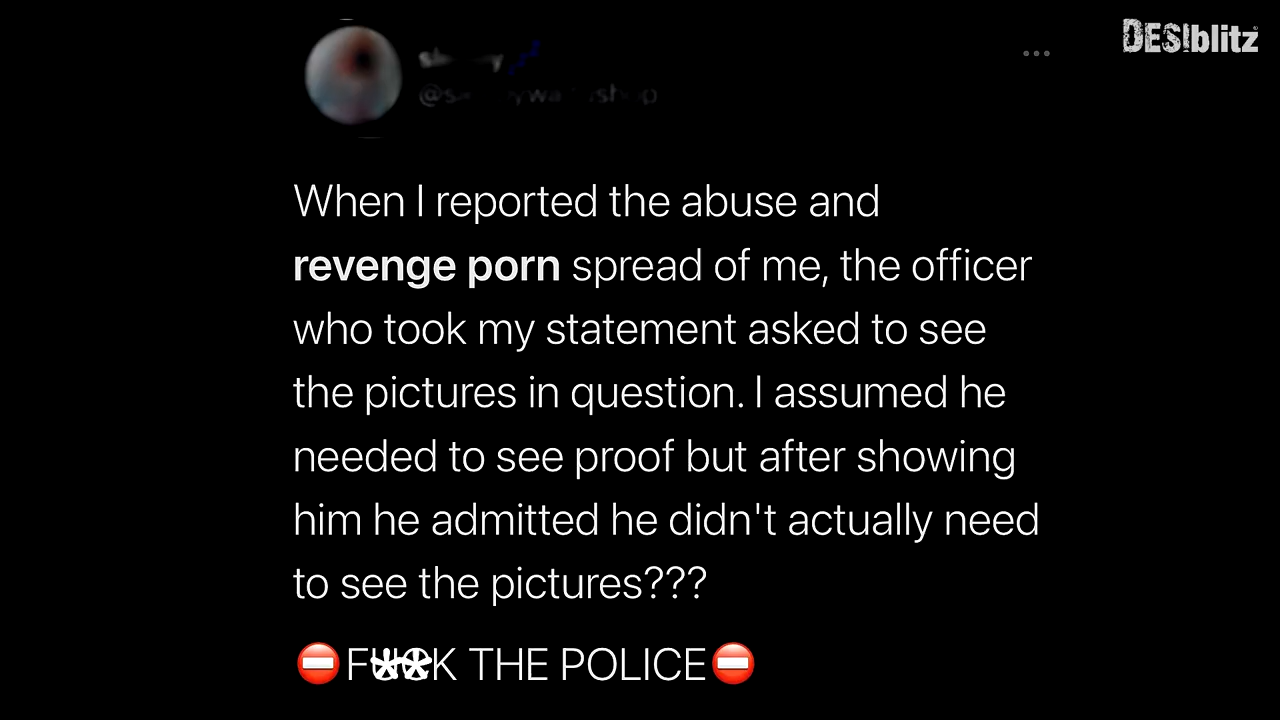 DESIblitz
When I reported the abuse and
revenge porn spread of me, the officer
who took my statement asked to see
the pictures in question. I assumed he
needed to see proof but after showing
him he admitted he didn't actually need
to see the pictures???
⛔F**K THE POLICE⛔